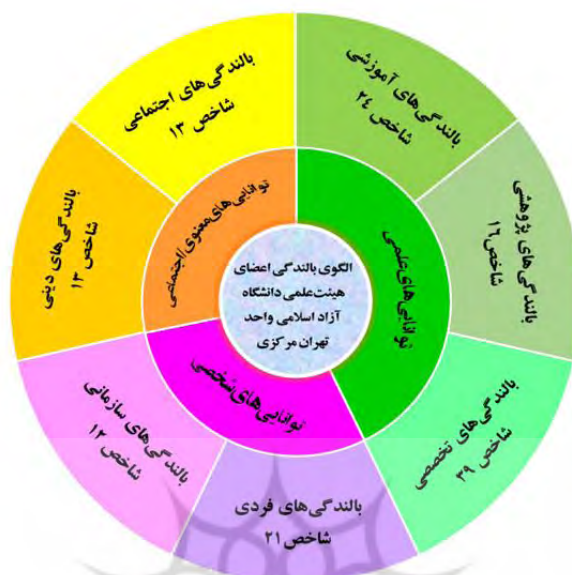 الگوی بالندگی اعضای
هیئت‌علمی دانشگاه
آزاد اسلامی واحد
تهران مرکزی
توانایی‌های علمی
توانایی‌های شخصی
توانایی‌های معنوی/اجتماعی
بالندگی‌های آموزشی
۲۴ شاخص
بالندگی‌های پژوهشی
۱۶ شاخص
بالندگی‌های تخصصی
۳۹ شاخص
بالندگی‌های فردی
۲۱ شاخص
بالندگی‌های سازمانی
۱۲ شاخص
بالندگی‌های دینی
۱۳ شاخص
بالندگی‌های اجتماعی
۱۳ شاخص